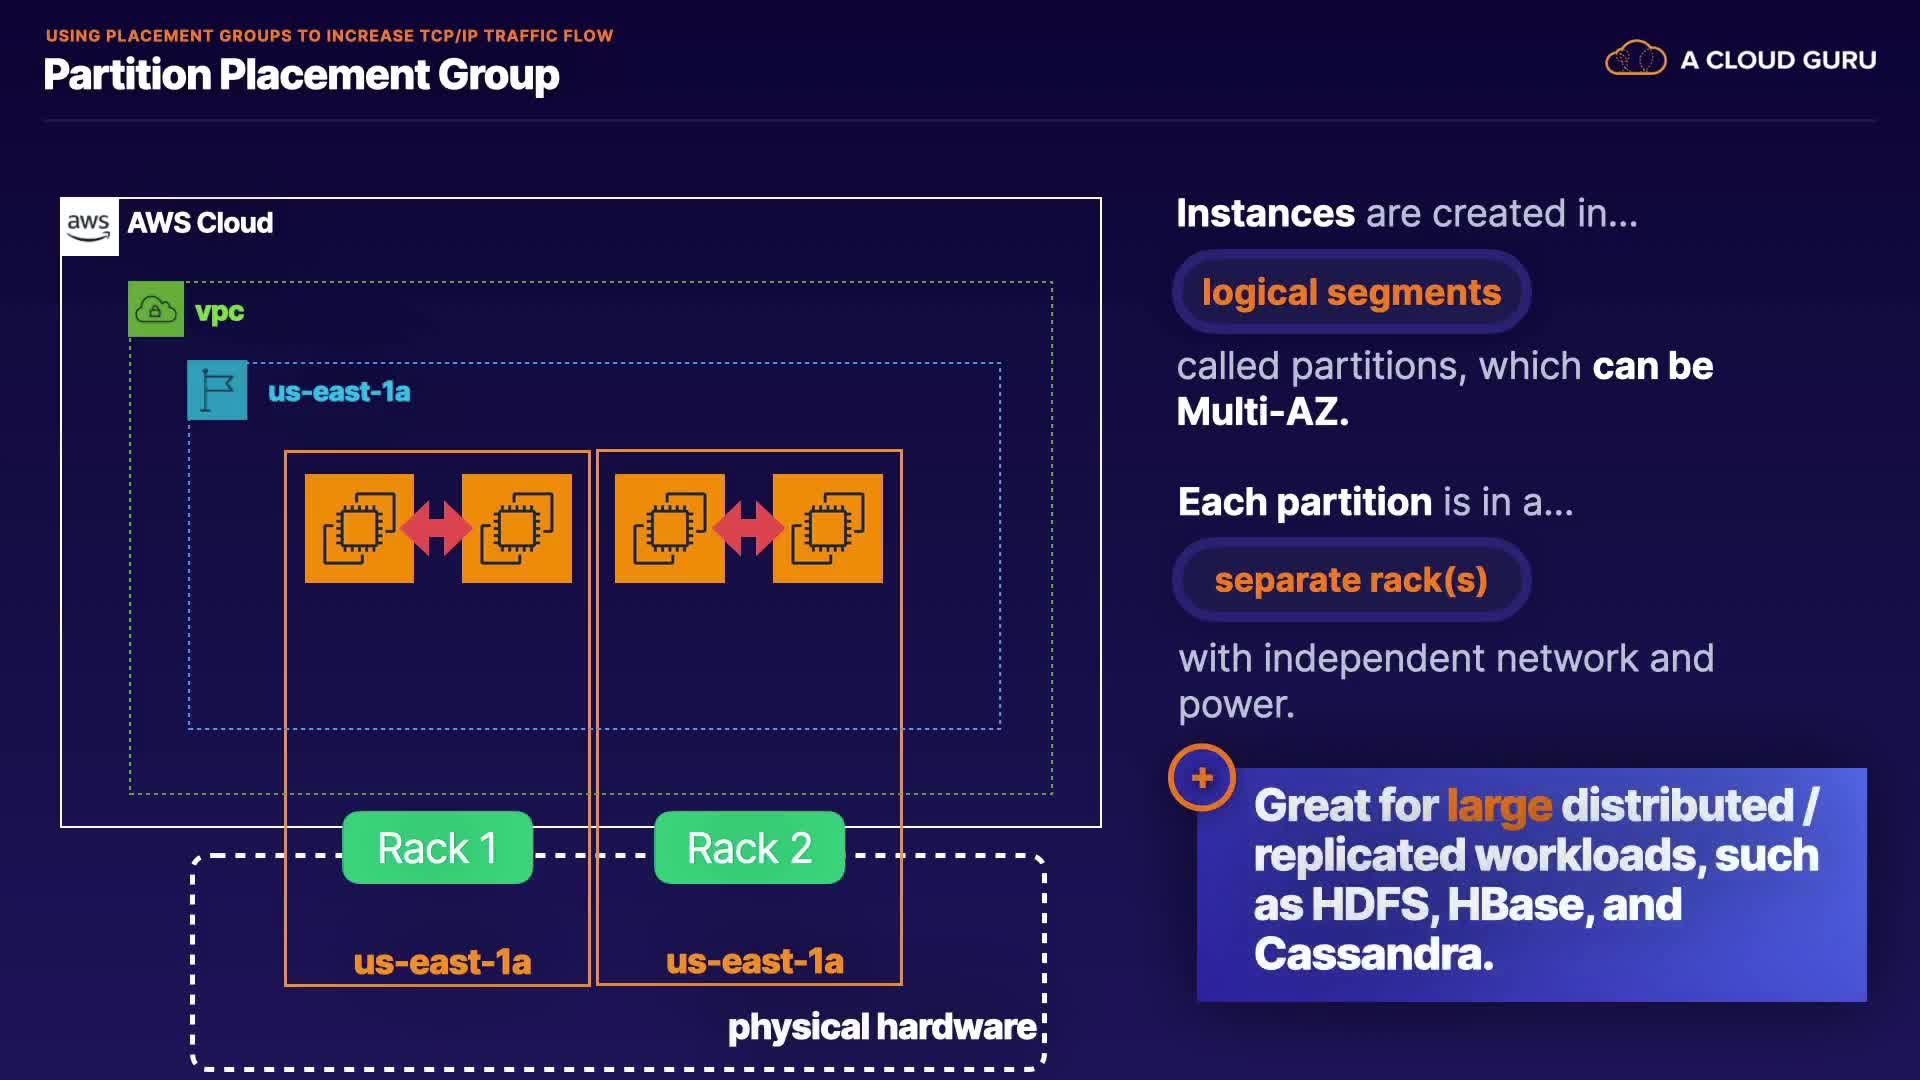 USING PLACEMENT GROUPS TO INCREASE TCP/IP TRAFFIC FLOW
Partition Placement Group
A CLOUD GURU
aws
AWS Cloud
vpc
us-east-1a
Rack 1
Rack 2
us-east-1a
us-east-1a
physical hardware
Instances are created in...
logical segments
called partitions, which can be
Multi-AZ.
Each partition is in a...
separate rack(s)
with independent network and
power.
+
Great for large distributed /
replicated workloads, such
as HDFS, HBase, and
Cassandra.